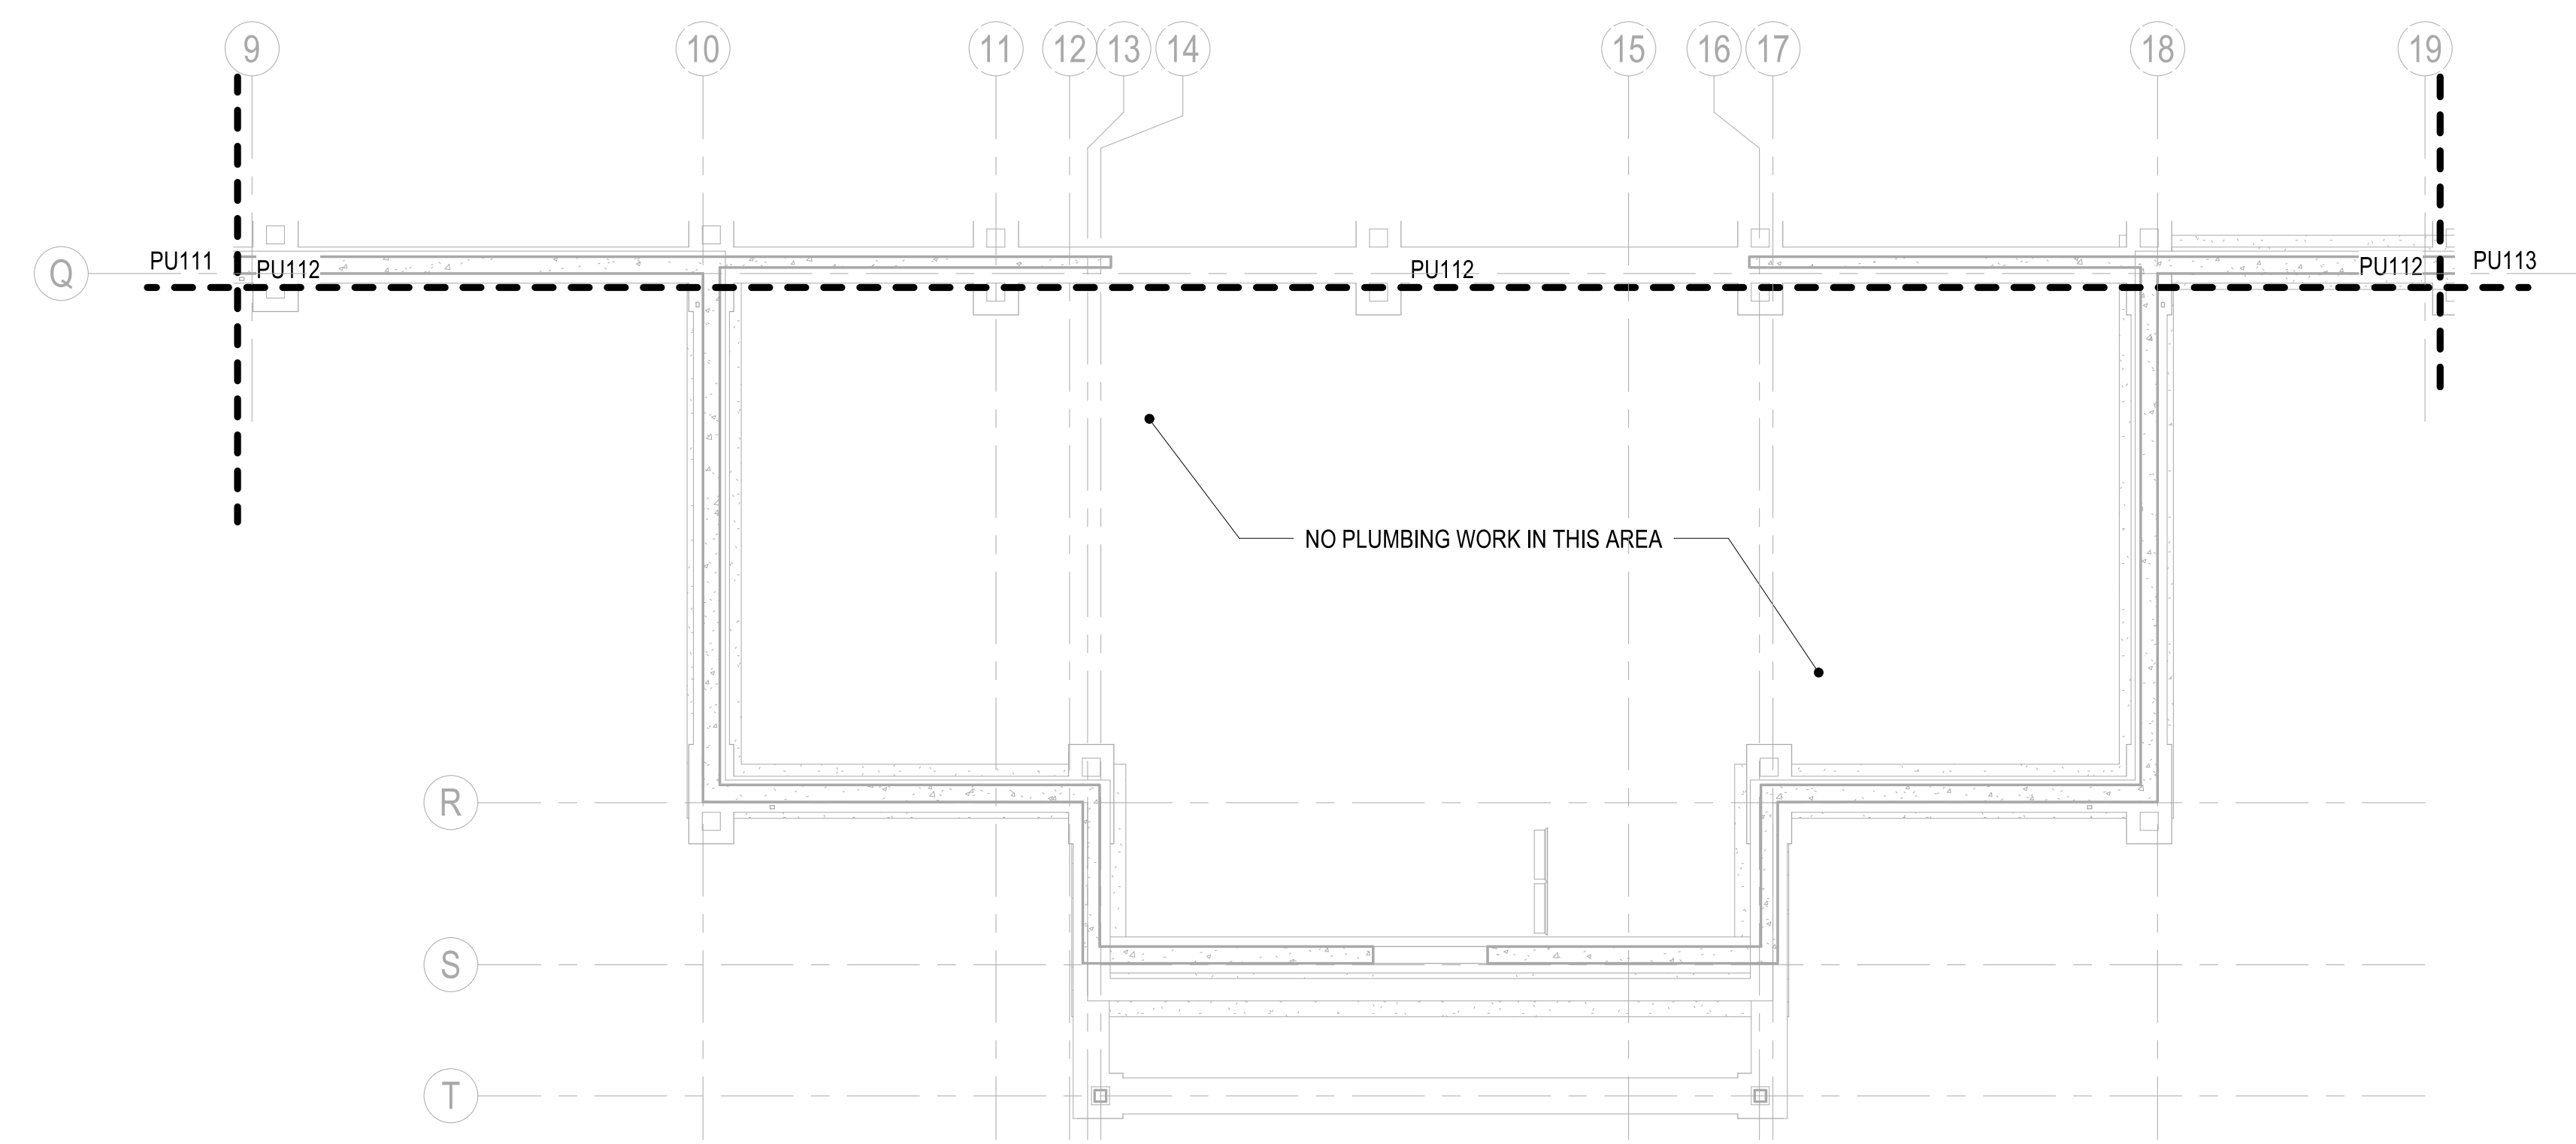 9 10 11 12 13 14 15 16 17 18 19
Q
PU111
PU112
PU112
PU112
PU113
NO PLUMBING WORK IN THIS AREA
R
S
T